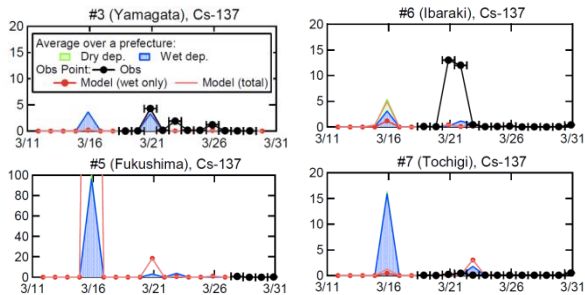 #3 (Yamagata), Cs-137
20
15
10
5
0
Average over a prefecture:
Dry dep. Wet dep.
Obs Point: Obs
Model (wet only) Model (total)
3/11 3/16 3/21 3/26 3/31
#6 (Ibaraki), Cs-137
20
15
10
5
0
3/11 3/16 3/21 3/26 3/31
#5 (Fukushima), Cs-137
100
80
60
40
20
0
3/11 3/16 3/21 3/26 3/31
#7 (Tochigi), Cs-137
20
15
10
5
0
3/11 3/16 3/21 3/26 3/31